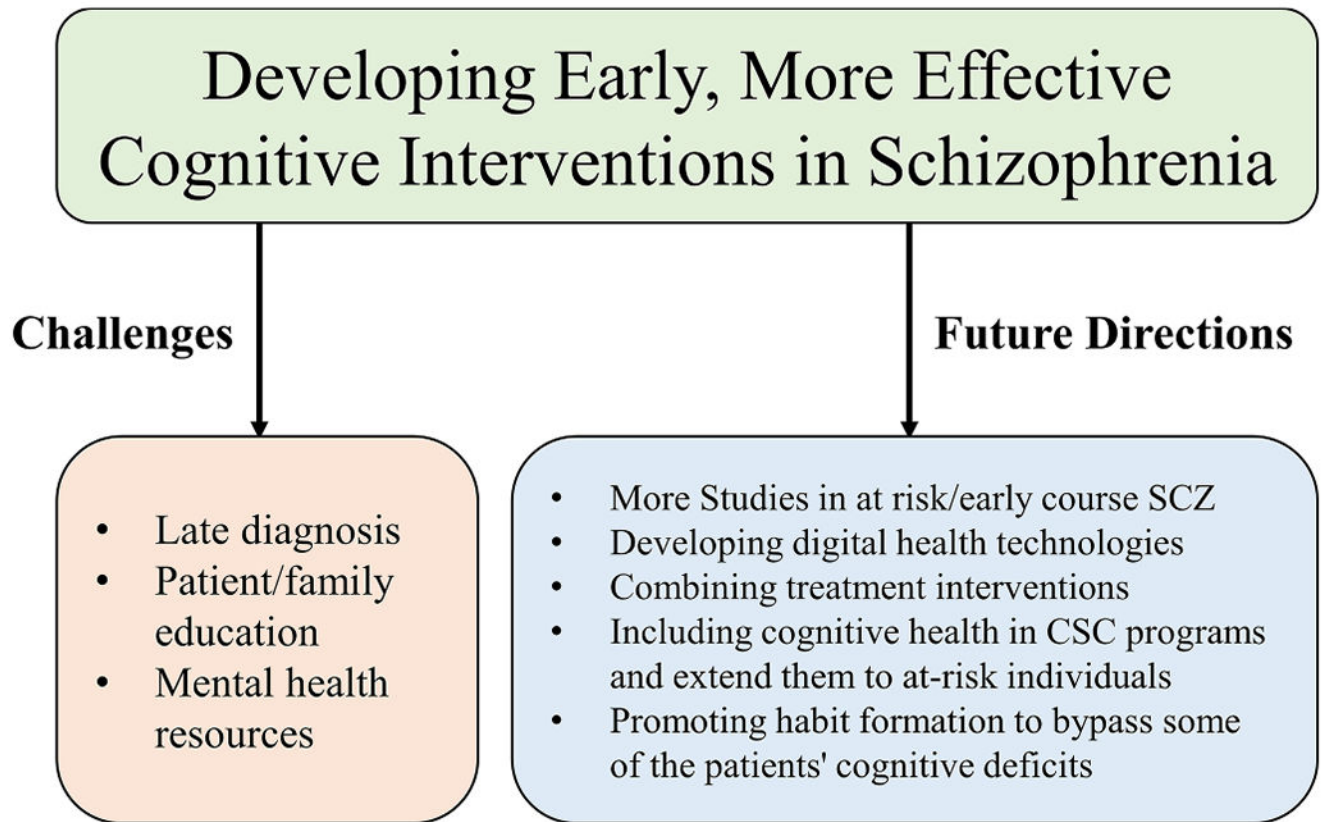 Developing Early, More Effective
Cognitive Interventions in Schizophrenia
Challenges
Future Directions
• Late diagnosis
• Patient/family
education
• Mental health
resources
• More Studies in at risk/early course SCZ
• Developing digital health technologies
• Combining treatment interventions
• Including cognitive health in CSC programs
and extend them to at-risk individuals
• Promoting habit formation to bypass some
of the patients' cognitive deficits